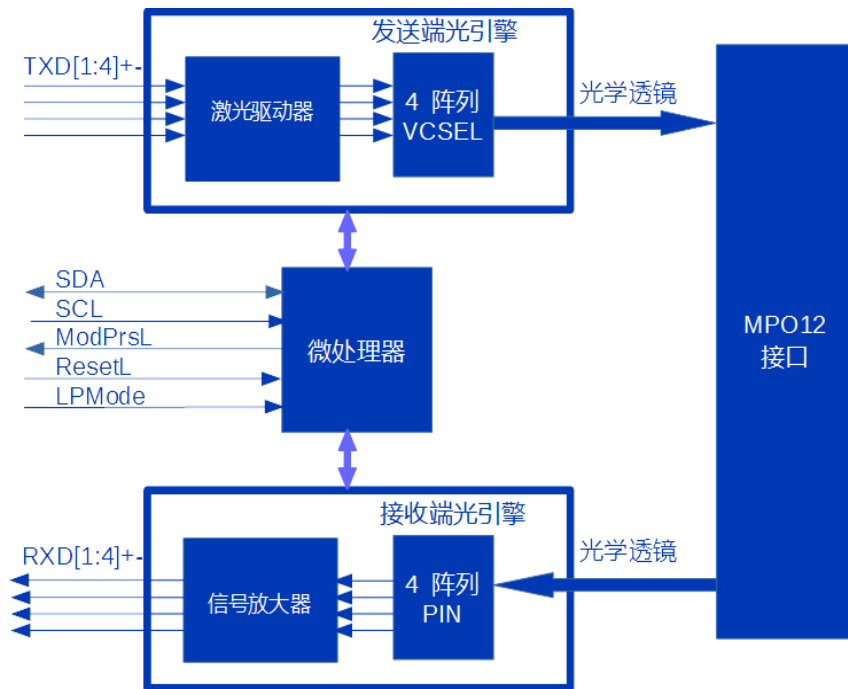 发送端光引擎
TXD[1:4]+-
激光驱动器
4 阵列
VCSEL
光学透镜
SDA
SCL
ModPrsL
ResetL
LPMode
微处理器
MPO12
接口
接收端光引擎
RXD[1:4]+-
信号放大器
4 阵列
PIN
光学透镜